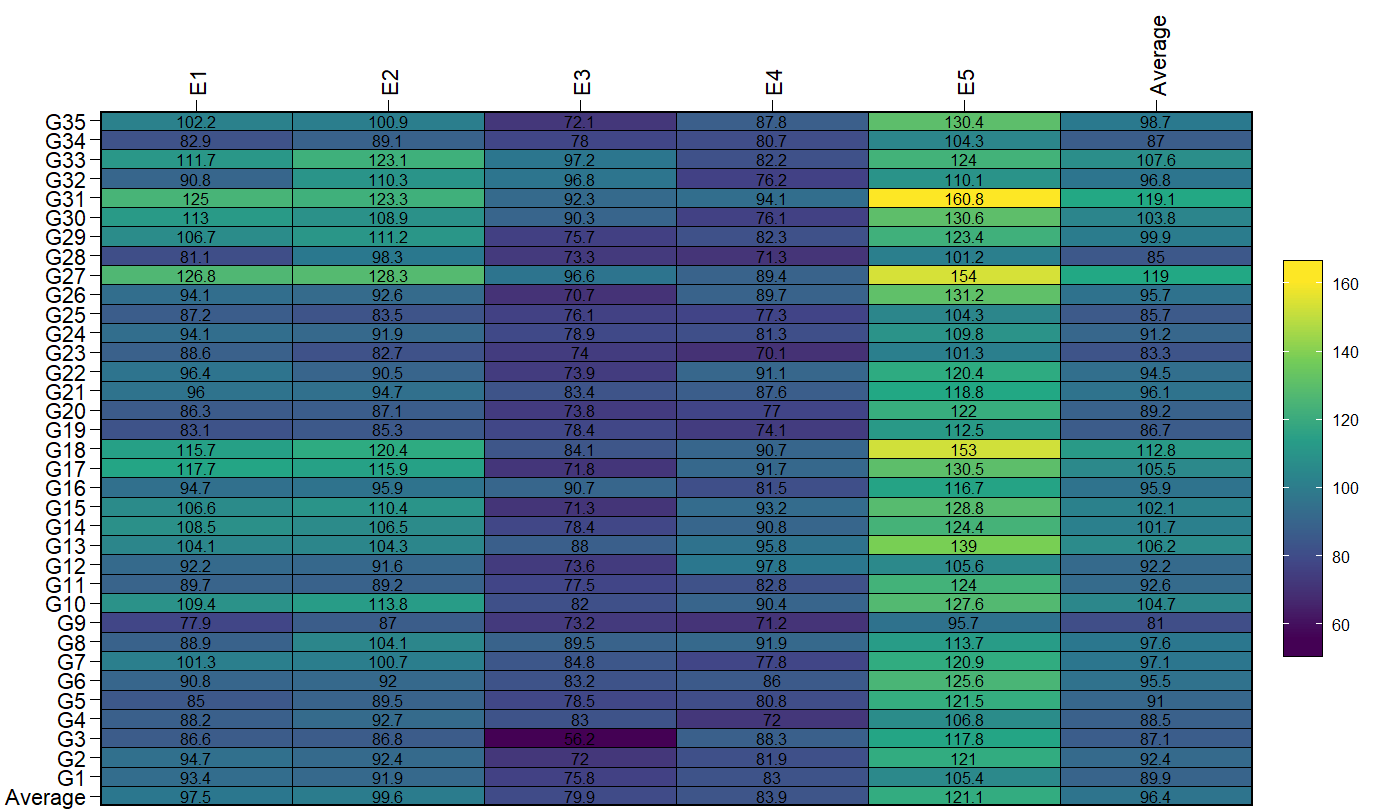 E1 E2 E3 E4 E5 Average
G35 102.2 100.9 72.1 87.8 130.4 98.7
G34 82.9 89.1 78 80.7 104.3 87
G33 111.7 123.1 97.2 82.2 124 107.6
G32 90.8 110.3 96.8 76.2 110.1 96.8
G31 125 123.3 92.3 94.1 160.8 119.1
G30 113 108.9 90.3 76.1 130.6 103.8
G29 106.7 111.2 75.7 82.3 123.4 99.9
G28 81.1 98.3 73.3 71.3 101.2 85
G27 126.8 128.3 96.6 89.4 154 119
G26 94.1 92.6 70.7 89.7 131.2 95.7
G25 87.2 83.5 76.1 77.3 104.3 85.7
G24 94.1 91.9 78.9 81.3 109.8 91.2
G23 88.6 82.7 74 70.1 101.3 83.3
G22 96.4 90.5 73.9 91.1 120.4 94.5
G21 96 94.7 83.4 87.6 118.8 96.1
G20 86.3 87.1 73.8 77 122 89.2
G19 83.1 85.3 78.4 74.1 112.5 86.7
G18 115.7 120.4 84.1 90.7 153 112.8
G17 117.7 115.9 71.8 91.7 130.5 105.5
G16 94.7 95.9 90.7 81.5 116.7 95.9
G15 106.6 110.4 71.3 93.2 128.8 102.1
G14 108.5 106.5 78.4 90.8 124.4 101.7
G13 104.1 104.3 88 95.8 139 106.2
G12 92.2 91.6 73.6 97.8 105.6 92.2
G11 89.7 89.2 77.5 82.8 124 92.6
G10 109.4 113.8 82 90.4 127.6 104.7
G9 77.9 87 73.2 71.2 95.7 81
G8 88.9 104.1 89.5 91.9 113.7 97.6
G7 101.3 100.7 84.8 77.8 120.9 97.1
G6 90.8 92 83.2 86 125.6 95.5
G5 85 89.5 78.5 80.8 121.5 91
G4 88.2 92.7 83 72 106.8 88.5
G3 86.6 86.8 56.2 88.3 117.8 87.1
G2 94.7 92.4 72 81.9 121 92.4
G1 93.4 91.9 75.8 83 105.4 89.9
Average 97.5 99.6 79.9 83.9 121.1 96.4
160
140
120
100
80
60